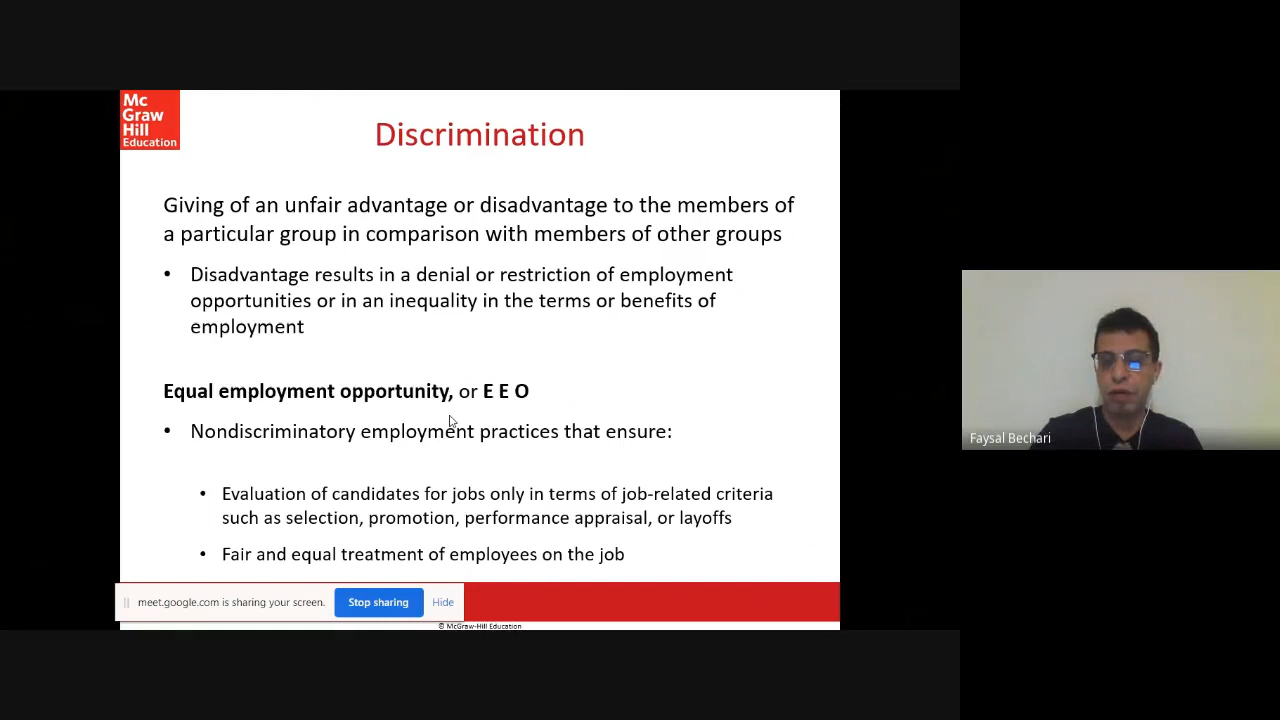 Mc
Graw
Hill
Education
Discrimination
Giving of an unfair advantage or disadvantage to the members of
a particular group in comparison with members of other groups
• Disadvantage results in a denial or restriction of employment
opportunities or in an inequality in the terms or benefits of
employment
Equal employment opportunity, or E E O
• Nondiscriminatory employment practices that ensure:
• Evaluation of candidates for jobs only in terms of job-related criteria
such as selection, promotion, performance appraisal, or layoffs
• Fair and equal treatment of employees on the job
meet.google.com is sharing your screen. Stop sharing Hide
© McGraw-Hill Education
Faysal Bechari